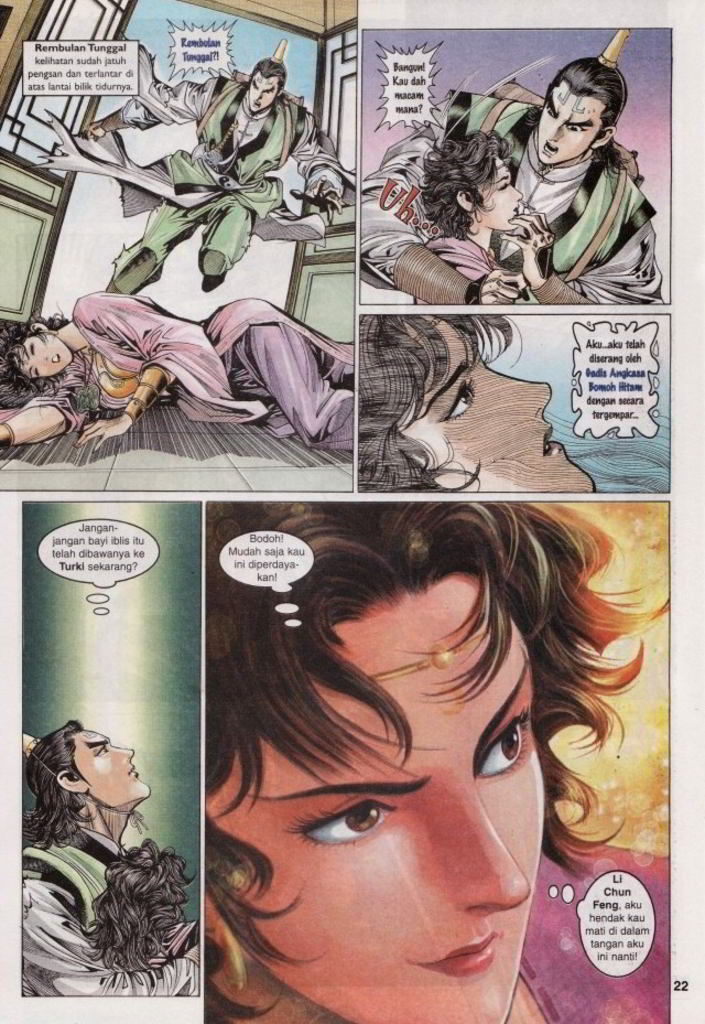 Rembulan Tunggal
kelihatan sudah jatuh
pengsan dan terlantar di
atas lantai bilik tidurnya.
Rembulan
Tunggal?!
Bangun!
Kau dah
macam
mana?
Uh...
Aku...aku telah
diserang oleh
Gadis Angkasa
Bomoh Hitam
dengan secara
tergempar...
Jangan-
jangan bayi iblis itu
telah dibawanya ke
Turki sekarang?
Bodoh!
Mudah saja kau
ini diperdaya-
kan!
Li
Chun
Feng, aku
hendak kau
mati di dalam
tangan aku
ini nanti!
22